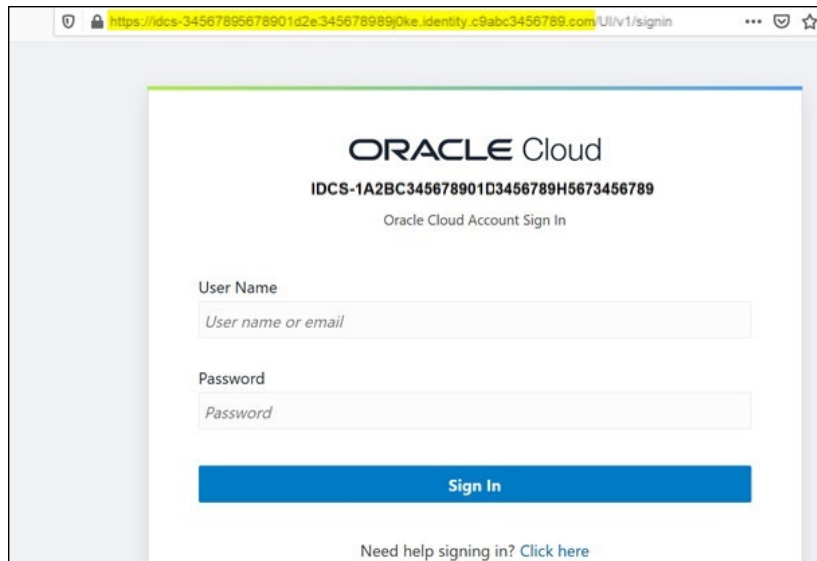 https://idcs-34567895678901d2e345678989j0ke.identity.c9abc3456789.com/UI/v1/signin
ORACLE Cloud
IDCS-1A2BC345678901D3456789H5673456789
Oracle Cloud Account Sign In
User Name
User name or email
Password
Password
Sign In
Need help signing in? Click here